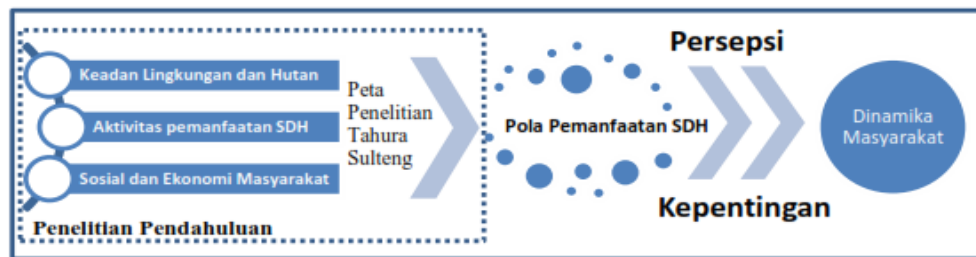 Keadan Lingkungan dan Hutan
Aktivitas pemanfaatan SDH
Sosial dan Ekonomi Masyarakat
Peta
Penelitian
Tahura
Sulteng
Penelitian Pendahuluan
Pola Pemanfaatan SDH
Persepsi
Kepentingan
Dinamika
Masyarakat